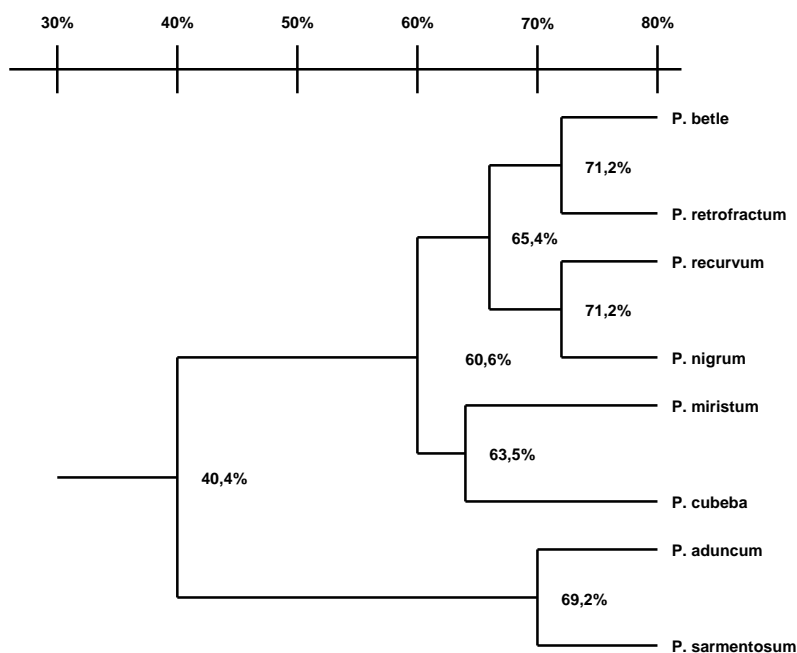 30% 40% 50% 60% 70% 80%
P. betle
71,2%
P. retrofractum
65,4%
P. recurvum
71,2%
P. nigrum
60,6%
P. miristum
63,5%
40,4%
P. cubeba
P. aduncum
69,2%
P. sarmentosum